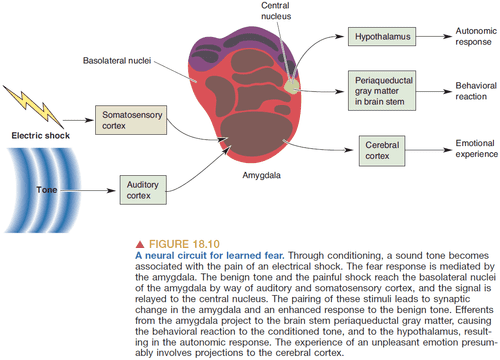 Central
nucleus
Hypothalamus
Autonomic
response
Basolateral nuclei
Periaqueductal
gray matter
in brain stem
Behavioral
reaction
Somatosensory
cortex
Electric shock
Cerebral
cortex
Emotional
experience
Amygdala
Tone
Auditory
cortex
▲ FIGURE 18.10
A neural circuit for learned fear. Through conditioning, a sound tone becomes
associated with the pain of an electrical shock. The fear response is mediated by
the amygdala. The benign tone and the painful shock reach the basolateral nuclei
of the amygdala by way of auditory and somatosensory cortex, and the signal is
relayed to the central nucleus. The pairing of these stimuli leads to synaptic
change in the amygdala and an enhanced response to the benign tone. Efferents
from the amygdala project to the brain stem periaqueductal gray matter, causing
the behavioral reaction to the conditioned tone, and to the hypothalamus, result-
ing in the autonomic response. The experience of an unpleasant emotion presum-
ably involves projections to the cerebral cortex.